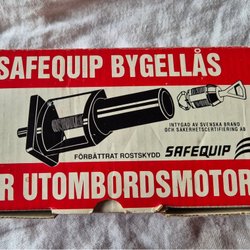 SAFEQUIP BYGELLÅS
INTYGAD AV SVENSKA BRAND
OCH SÄKERHETSCERTIFIERING AB
FÖRBÄTTRAT ROSTSKYDD
SAFEQUIP
R UTOMBORDSMOTOR